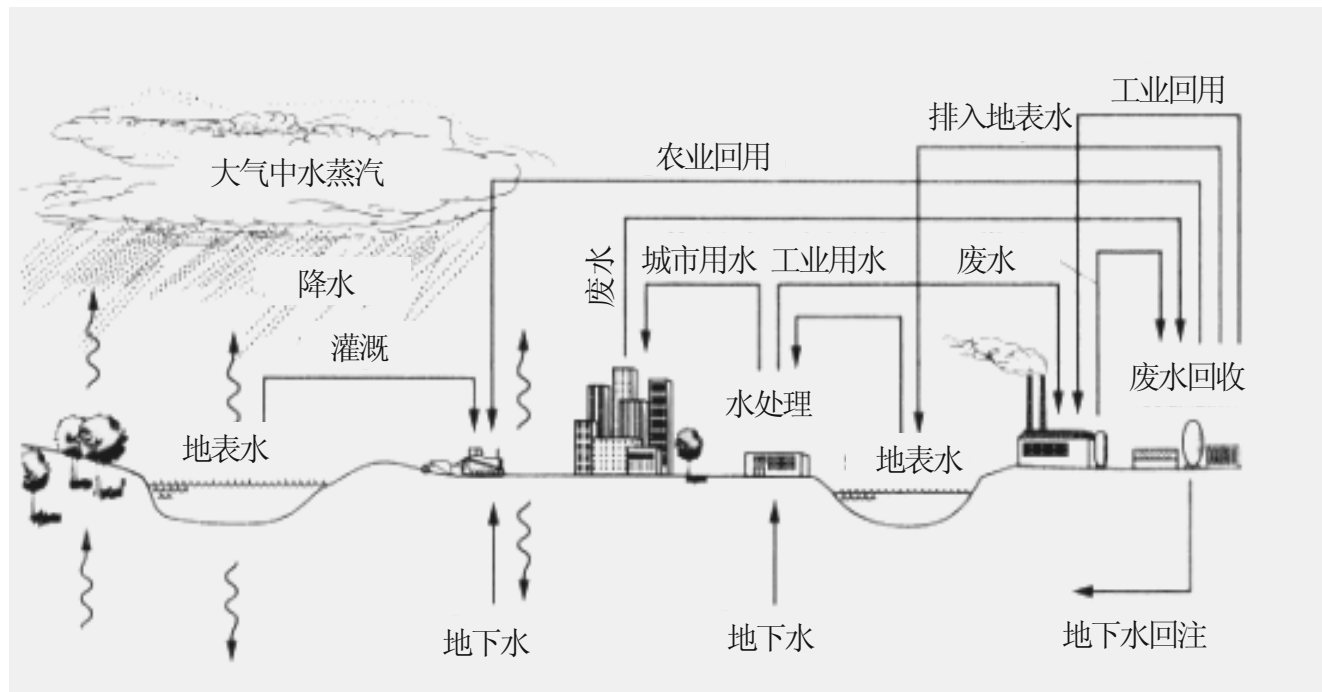 工业回用
排入地表水
农业回用
大气中水蒸汽
城市用水
工业用水
废水
废水
降水
灌溉
废水回收
水处理
地表水
地表水
地下水
地下水
地下水回注